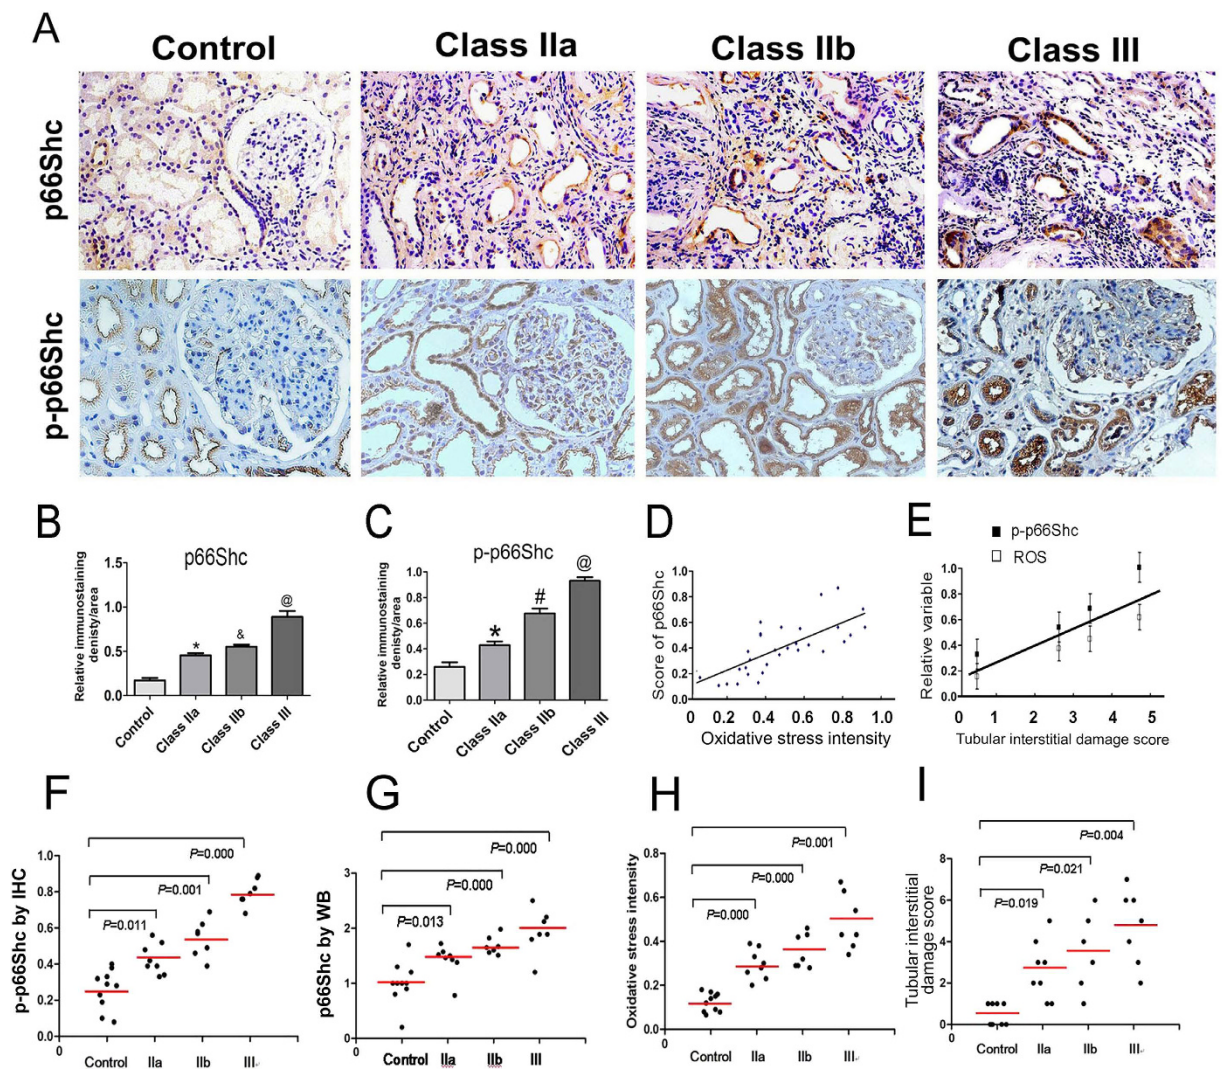 A
Control
Class IIa
Class IIb
Class III
p66Shc
p-p66Shc
B
p66Shc
Relative immunostaining
denisty/area
1.5
1.0
0.5
0.0
*
&
@
Control
Class IIa
Class IIb
Class III
C
p-p66Shc
Relative immunostaining
denisty/area
1.0
0.8
0.6
0.4
0.2
0.0
*
#
@
Control
Class IIa
Class IIb
Class III
D
Score of p66Shc
1.0
0.8
0.6
0.4
0.2
0.0
0 0.2 0.4 0.6 0.8 1.0
Oxidative stress intensity
E
p-p66Shc
ROS
Relative variable
1.0
0.8
0.6
0.4
0.2
0.0
0 1 2 3 4 5
Tubular interstitial damage score
F
p-p66Shc by IHC
1.0
0.8
0.6
0.4
0.2
0.0
0
P=0.000
P=0.001
P=0.011
Control IIa IIb III
G
p66Shc by WB
3
2
1
0
0
P=0.000
P=0.000
P=0.013
Control IIa IIb III
H
Oxidative stress intensity
0.8
0.6
0.4
0.2
0.0
0
P=0.001
P=0.000
P=0.000
Control IIa IIb III
I
Tubular interstitial
damage score
8
6
4
2
0
0
P=0.004
P=0.021
P=0.019
Control IIa IIb III